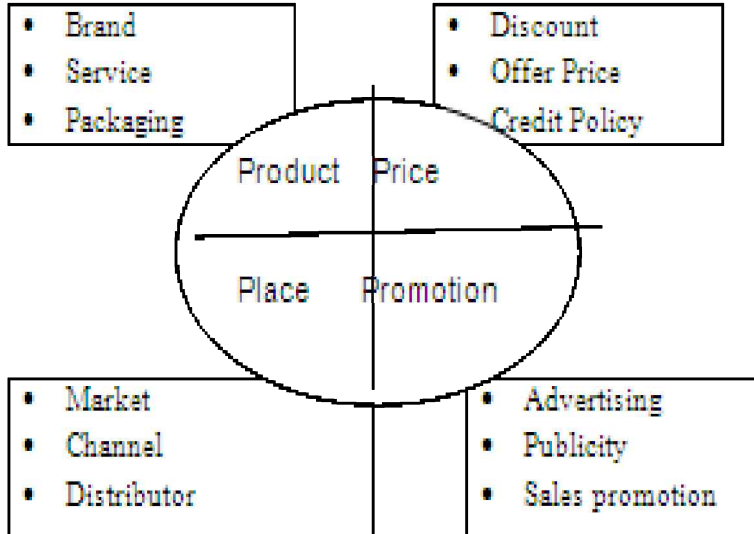 • Brand
• Service
• Packaging
• Discount
• Offer Price
Credit Policy
Product
Price
Place
Promotion
• Market
• Channel
• Distributor
• Advertising
• Publicity
• Sales promotion